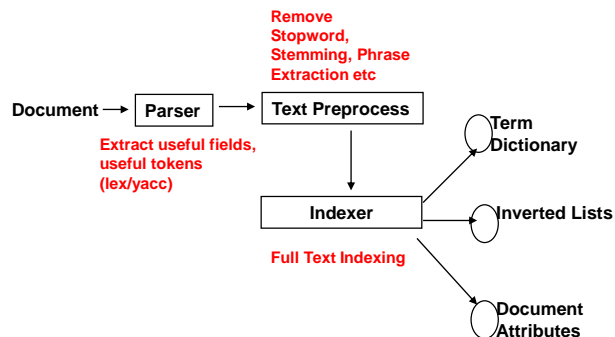 Remove
Stopword,
Stemming, Phrase
Extraction etc
Document
Parser
Text Preprocess
Extract useful fields,
useful tokens
(lex/yacc)
Term
Dictionary
Indexer
Inverted Lists
Full Text Indexing
Document
Attributes